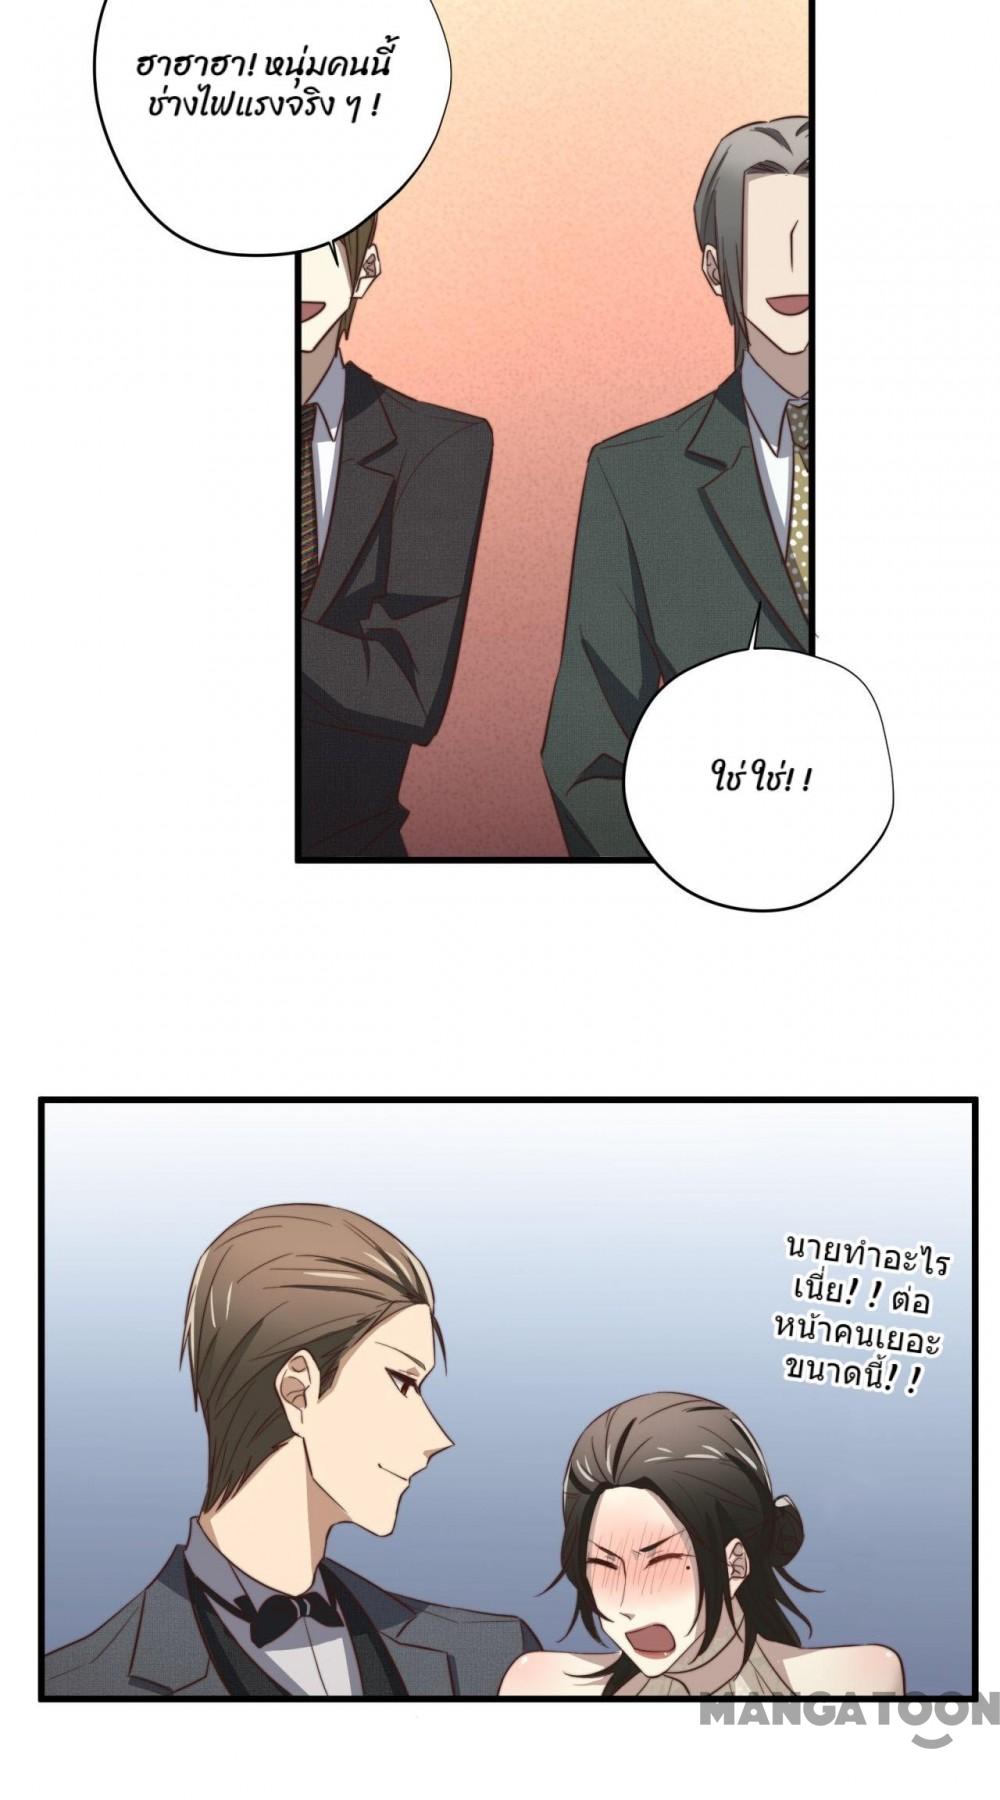 ฮาฮาฮา! หนุ่มคนนี้
ช่างไฟแรงจริง ๆ !
ใช่ ใช่! !
นายทำอะไร
เนี่ย! ! ต่อ
หน้าคนเยอะ
ขนาดนี้! !
MANGATOON